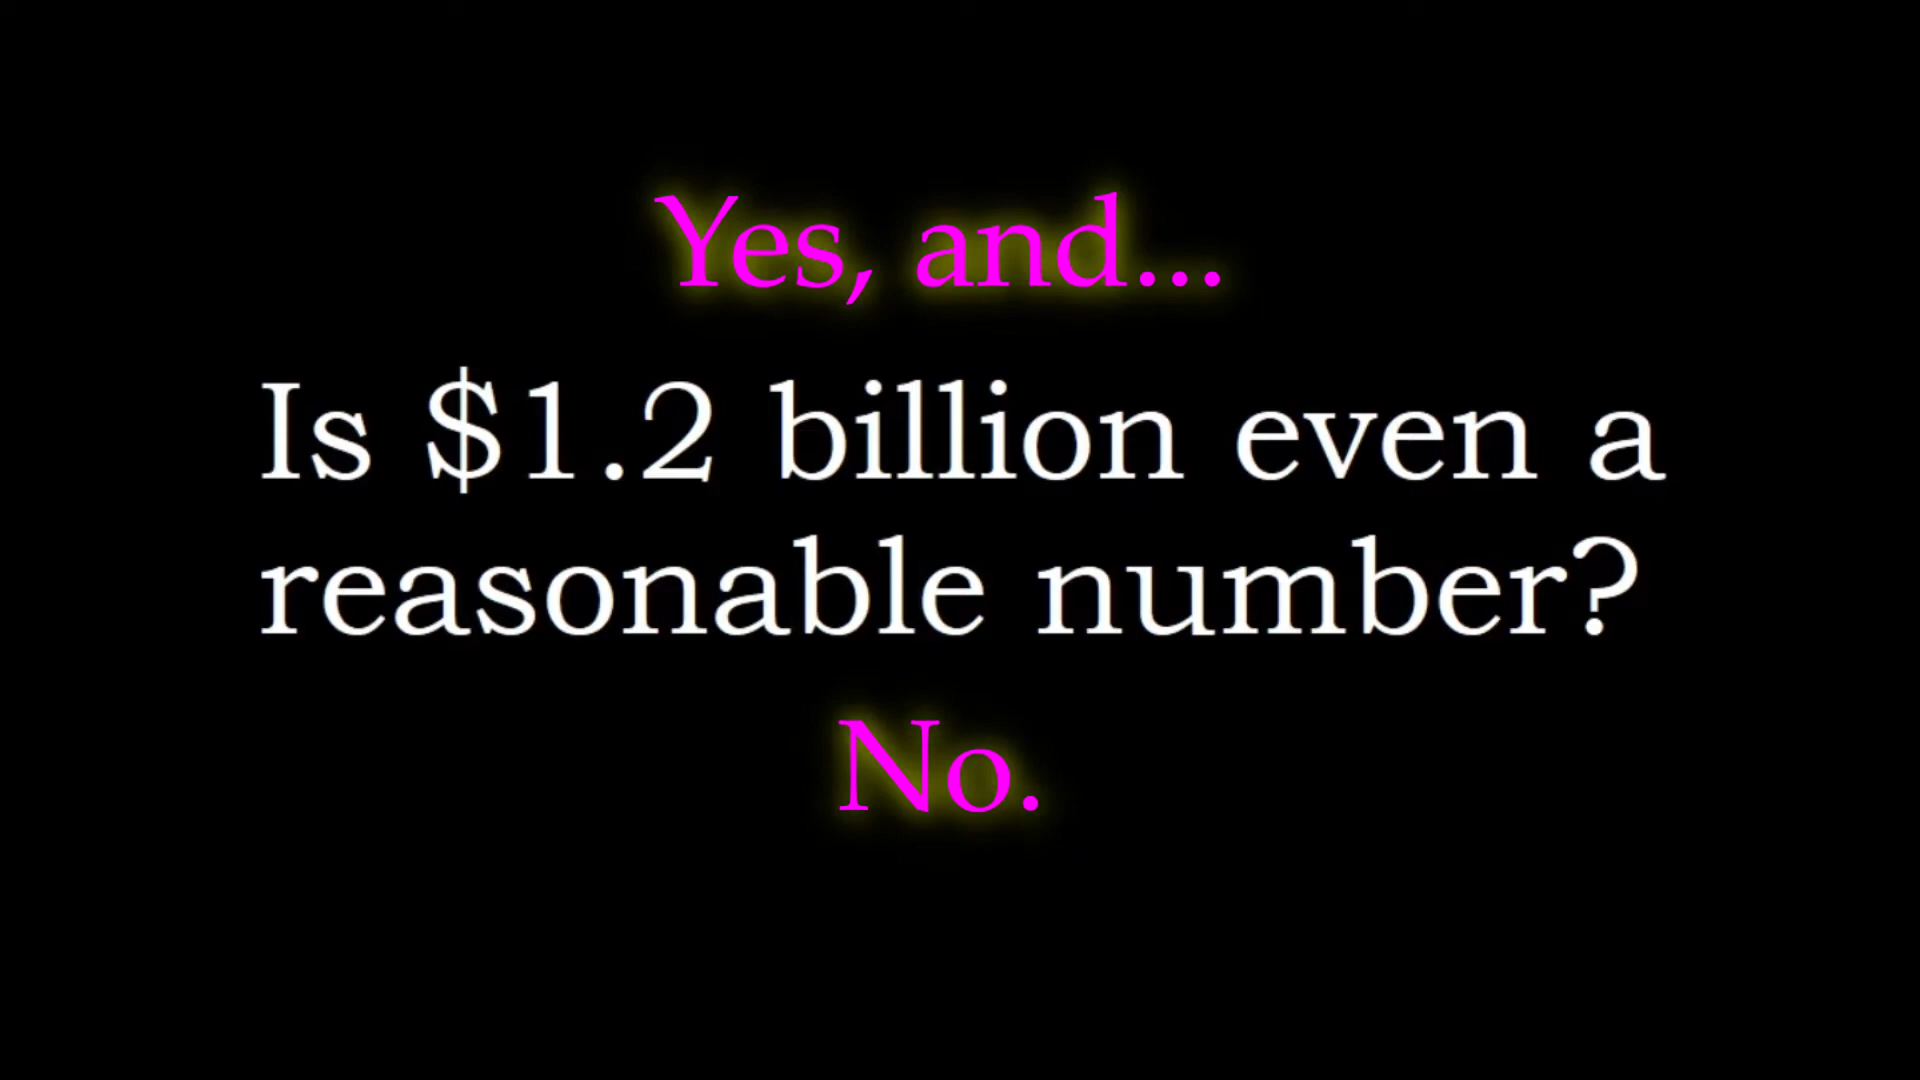 Yes, and...
Is $1.2 billion even a
reasonable number?
No.